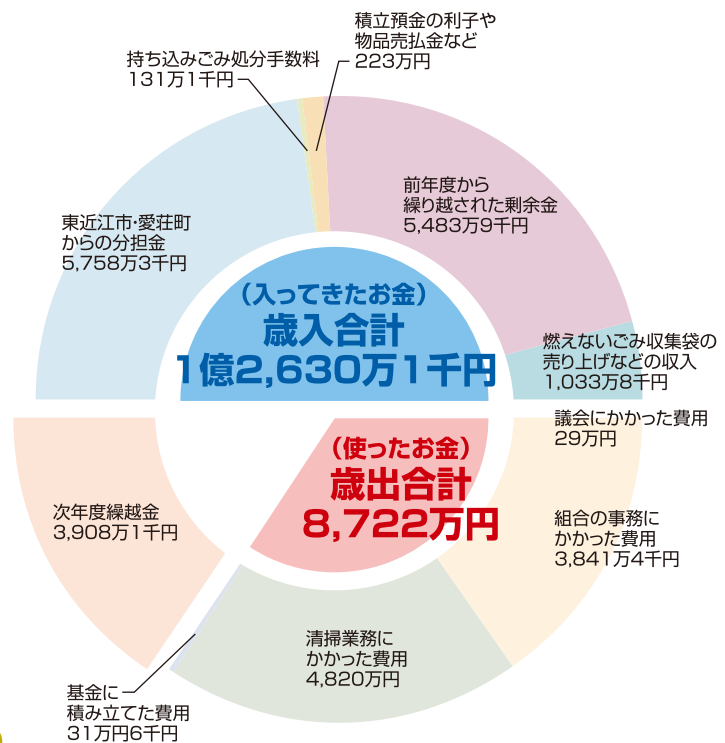 積立預金の利子や
物品売払金など
223万円
持ち込みごみ処分手数料
131万1千円
前年度から
繰り越された剰余金
5,483万9千円
東近江市・愛荘町
からの分担金
5,758万3千円
(入ってきたお金)
歳入合計
1億2,630万1千円
燃えないごみ収集袋の
売り上げなどの収入
1,033万8千円
議会にかかった費用
29万円
(使ったお金)
歳出合計
8,722万円
次年度繰越金
3,908万1千円
組合の事務に
かかった費用
3,841万4千円
清掃業務に
かかった費用
4,820万円
基金に
積み立てた費用
31万円6千円